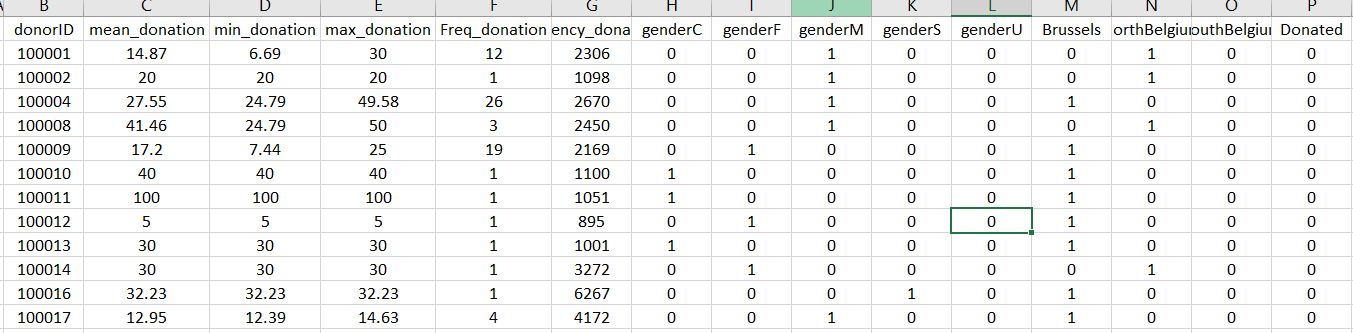 B C D E F G H I J K L M N O P
donorID mean_donation min_donation max_donation Freq_donation ency_dona genderC genderF genderM genderS genderU Brussels orthBelgiun outhBelgiur Donated
100001 14.87 6.69 30 12 2306 0 0 1 0 0 0 1 0 0
100002 20 20 20 1 1098 0 0 1 0 0 0 1 0 0
100004 27.55 24.79 49.58 26 2670 0 0 1 0 0 1 0 0 0
100008 41.46 24.79 50 3 2450 0 0 1 0 0 0 1 0 0
100009 17.2 7.44 25 19 2169 0 1 0 0 0 1 0 0 0
100010 40 40 40 1 1100 1 0 0 0 0 1 0 0 0
100011 100 100 100 1 1051 1 0 0 0 0 1 0 0 0
100012 5 5 5 1 895 0 1 0 0 0 1 0 0 0
100013 30 30 30 1 1001 1 0 0 0 0 1 0 0 0
100014 30 30 30 1 3272 0 1 0 0 0 0 1 0 0
100016 32.23 32.23 32.23 1 6267 0 0 0 1 0 1 0 0 0
100017 12.95 12.39 14.63 4 4172 0 0 1 0 0 1 0 0 0